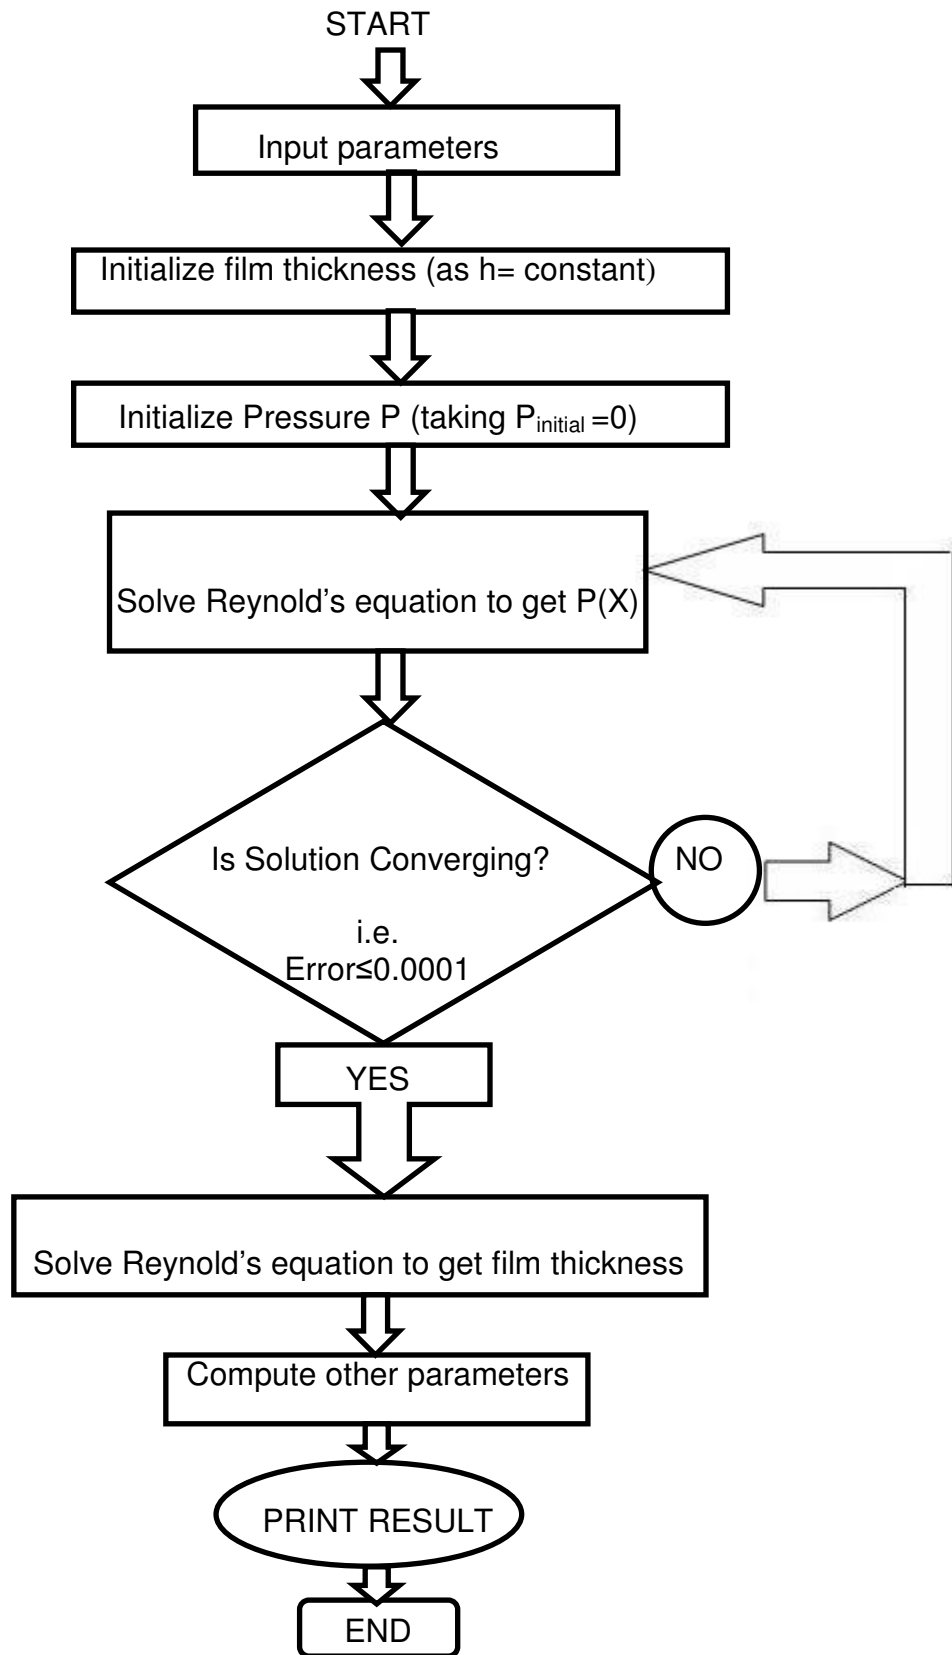 START
Input parameters
Initialize film thickness (as h= constant)
Initialize Pressure P (taking Pinitial =0)
Solve Reynold's equation to get P(X)
Is Solution Converging?
NO
i.e.
Error≤0.0001
YES
Solve Reynold's equation to get film thickness
Compute other parameters
PRINT RESULT
END